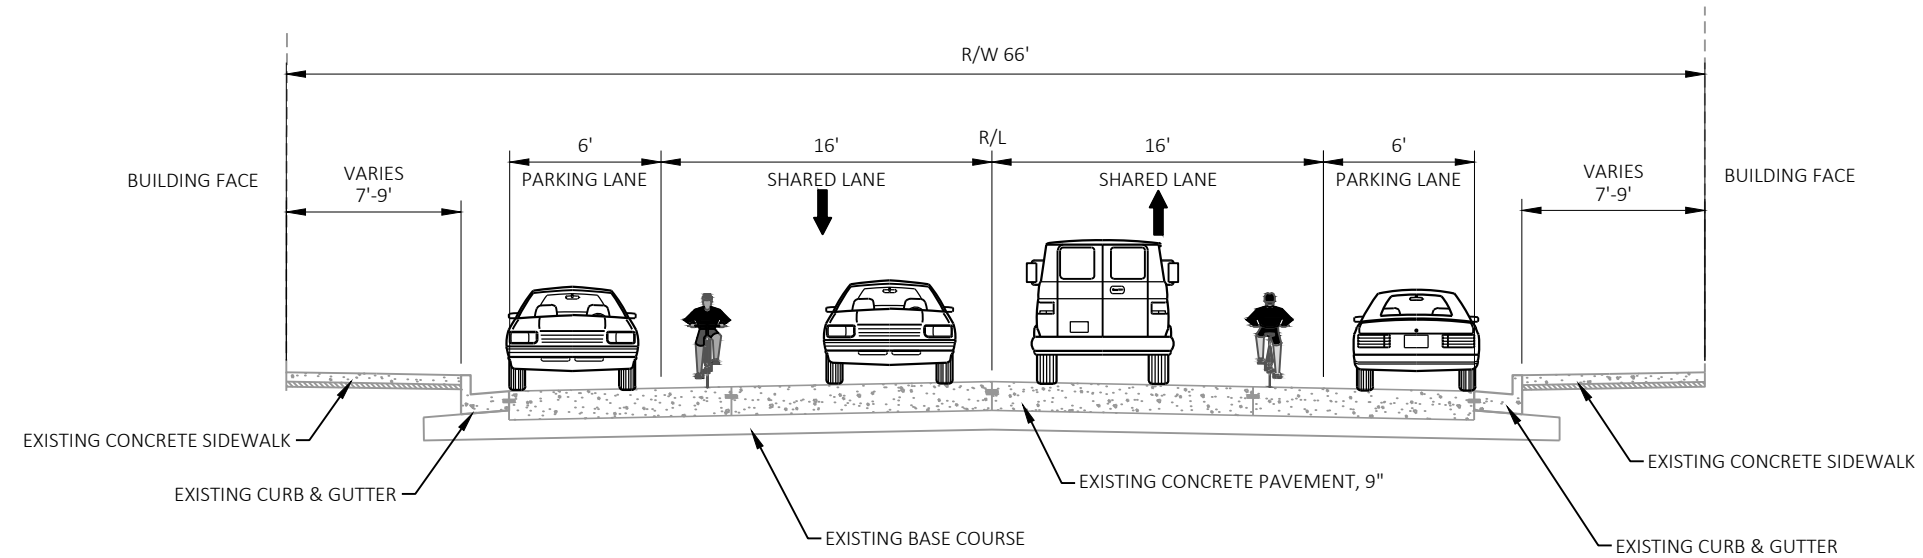 R/W 66'
6'
16'
R/L
16'
6'
BUILDING FACE
VARIES
7'-9'
PARKING LANE
SHARED LANE
SHARED LANE
PARKING LANE
VARIES
7'-9'
BUILDING FACE
EXISTING CONCRETE SIDEWALK
EXISTING CURB & GUTTER
EXISTING BASE COURSE
EXISTING CONCRETE PAVEMENT, 9"
EXISTING CONCRETE SIDEWALK
EXISTING CURB & GUTTER